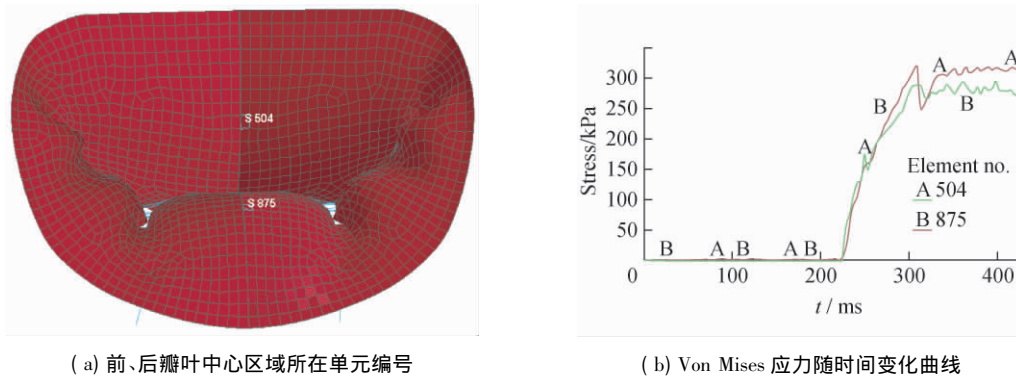 S 504
S 875
( a) 前、后瓣叶中心区域所在单元编号
Stress/kPa
300
250
200
150
100
50
0
100
200
300
400
t / ms
B
A
B
A
B
A
B
A
B
A
Element no.
A 504
B 875
( b) Von Mises 应力随时间变化曲线